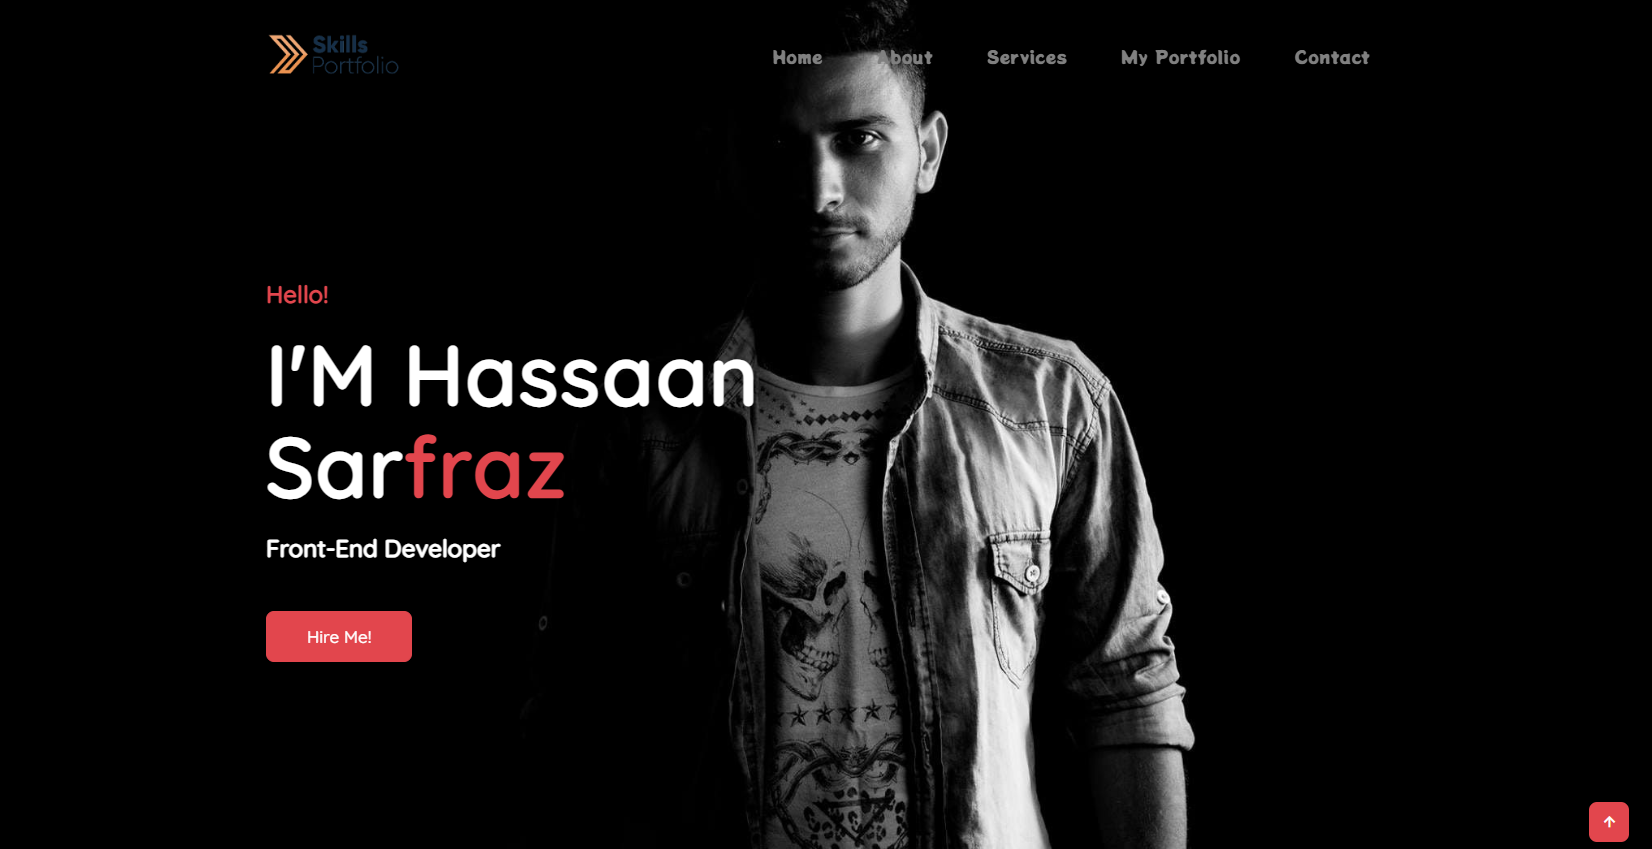 Skills
Portfolio
Home About Services My Portfolio Contact
Hello!
I'M Hassaan
Sarfraz
Front-End Developer
Hire Me!